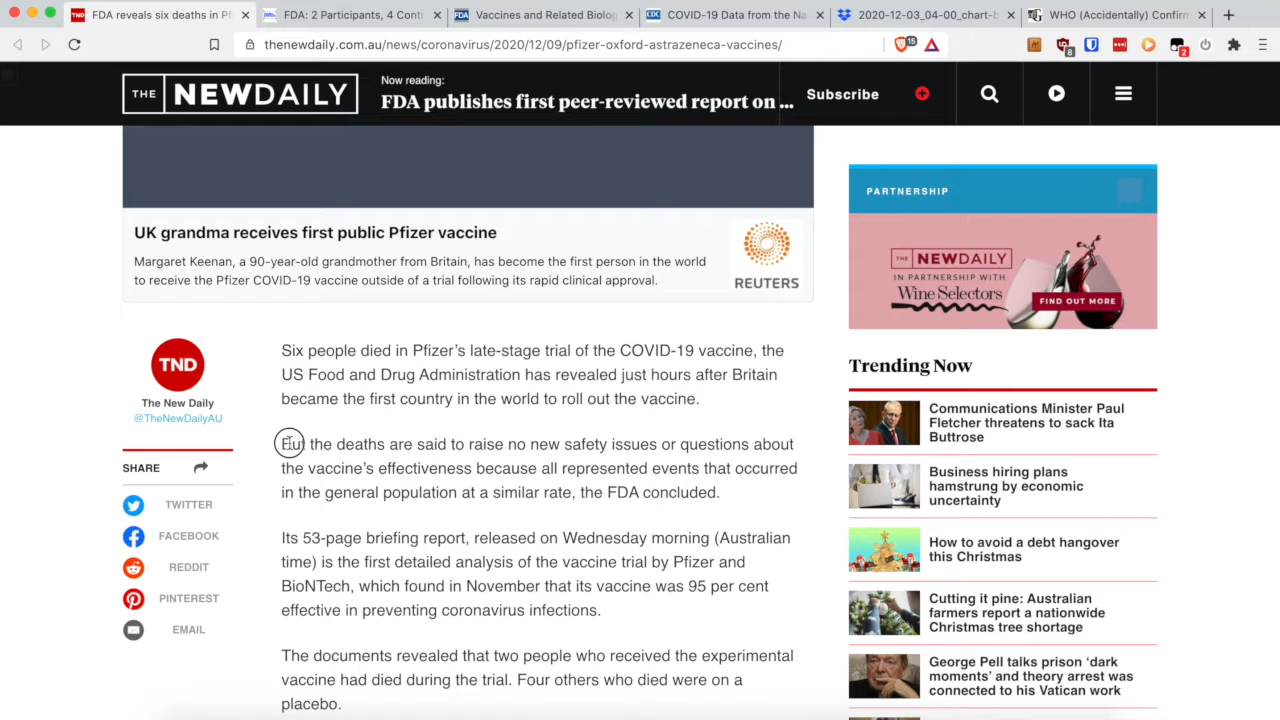 FDA reveals six deaths in Pf
FDA: 2 Participants, 4 Contr
Vaccines and Related Biolog
COVID-19 Data from the Na
2020-12-03_04-00_chart-b
WHO (Accidentally) Confirm
thenewdaily.com.au/news/coronavirus/2020/12/09/pfizer-oxford-astrazeneca-vaccines/
15
8
2
THE NEWDAILY
Now reading:
FDA publishes first peer-reviewed report on ...
Subscribe
UK grandma receives first public Pfizer vaccine
Margaret Keenan, a 90-year-old grandmother from Britain, has become the first person in the world
to receive the Pfizer COVID-19 vaccine outside of a trial following its rapid clinical approval.
REUTERS
TND
The New Daily
@TheNewDailyAU
SHARE
TWITTER
FACEBOOK
REDDIT
PINTEREST
EMAIL
Six people died in Pfizer's late-stage trial of the COVID-19 vaccine, the
US Food and Drug Administration has revealed just hours after Britain
became the first country in the world to roll out the vaccine.
But the deaths are said to raise no new safety issues or questions about
the vaccine's effectiveness because all represented events that occurred
in the general population at a similar rate, the FDA concluded.
Its 53-page briefing report, released on Wednesday morning (Australian
time) is the first detailed analysis of the vaccine trial by Pfizer and
BioNTech, which found in November that its vaccine was 95 per cent
effective in preventing coronavirus infections.
The documents revealed that two people who received the experimental
vaccine had died during the trial. Four others who died were on a
placebo.
PARTNERSHIP
THE NEWDAILY
IN PARTNERSHIP WITH
Wine Selectors
FIND OUT MORE
Trending Now
Communications Minister Paul
Fletcher threatens to sack Ita
Buttrose
Business hiring plans
hamstrung by economic
uncertainty
How to avoid a debt hangover
this Christmas
Cutting it pine: Australian
farmers report a nationwide
Christmas tree shortage
George Pell talks prison 'dark
moments' and theory arrest was
connected to his Vatican work